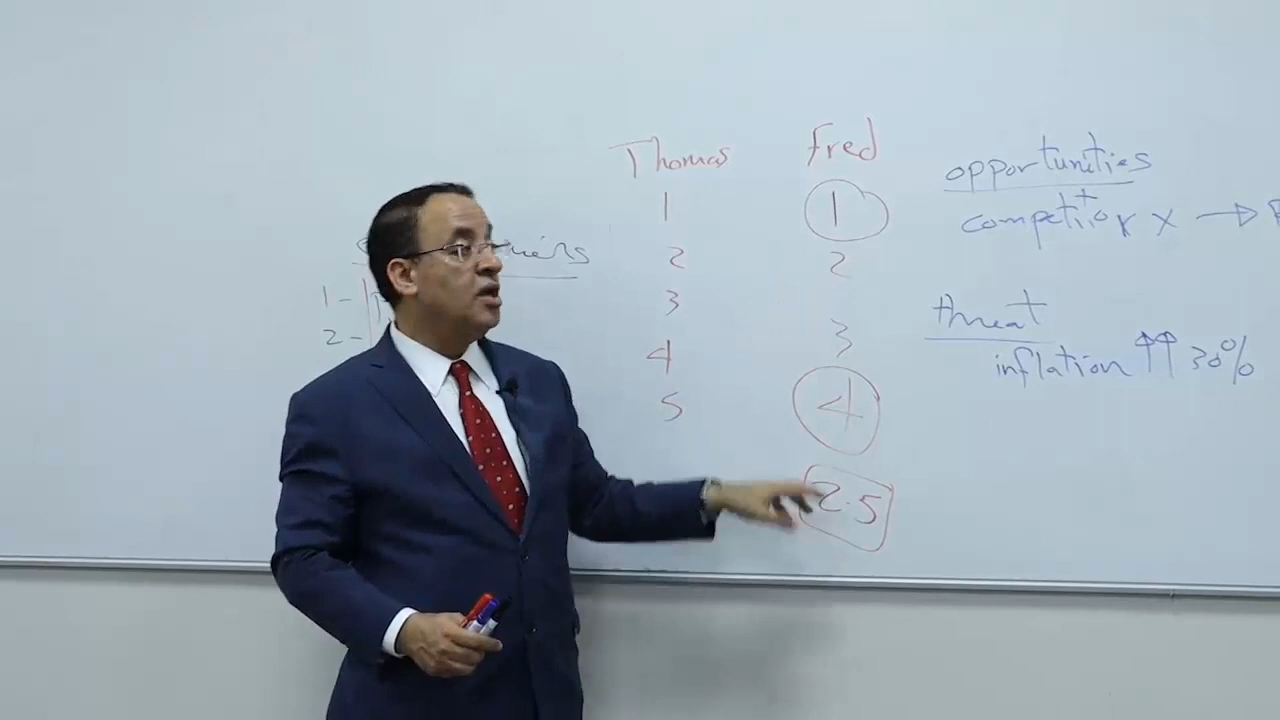 Thomas
1
2
3
4
5
Fred
1
2
3
4
2.5
opportunities
competitior X →
threat
inflation ↑↑ 30%
1-
2-